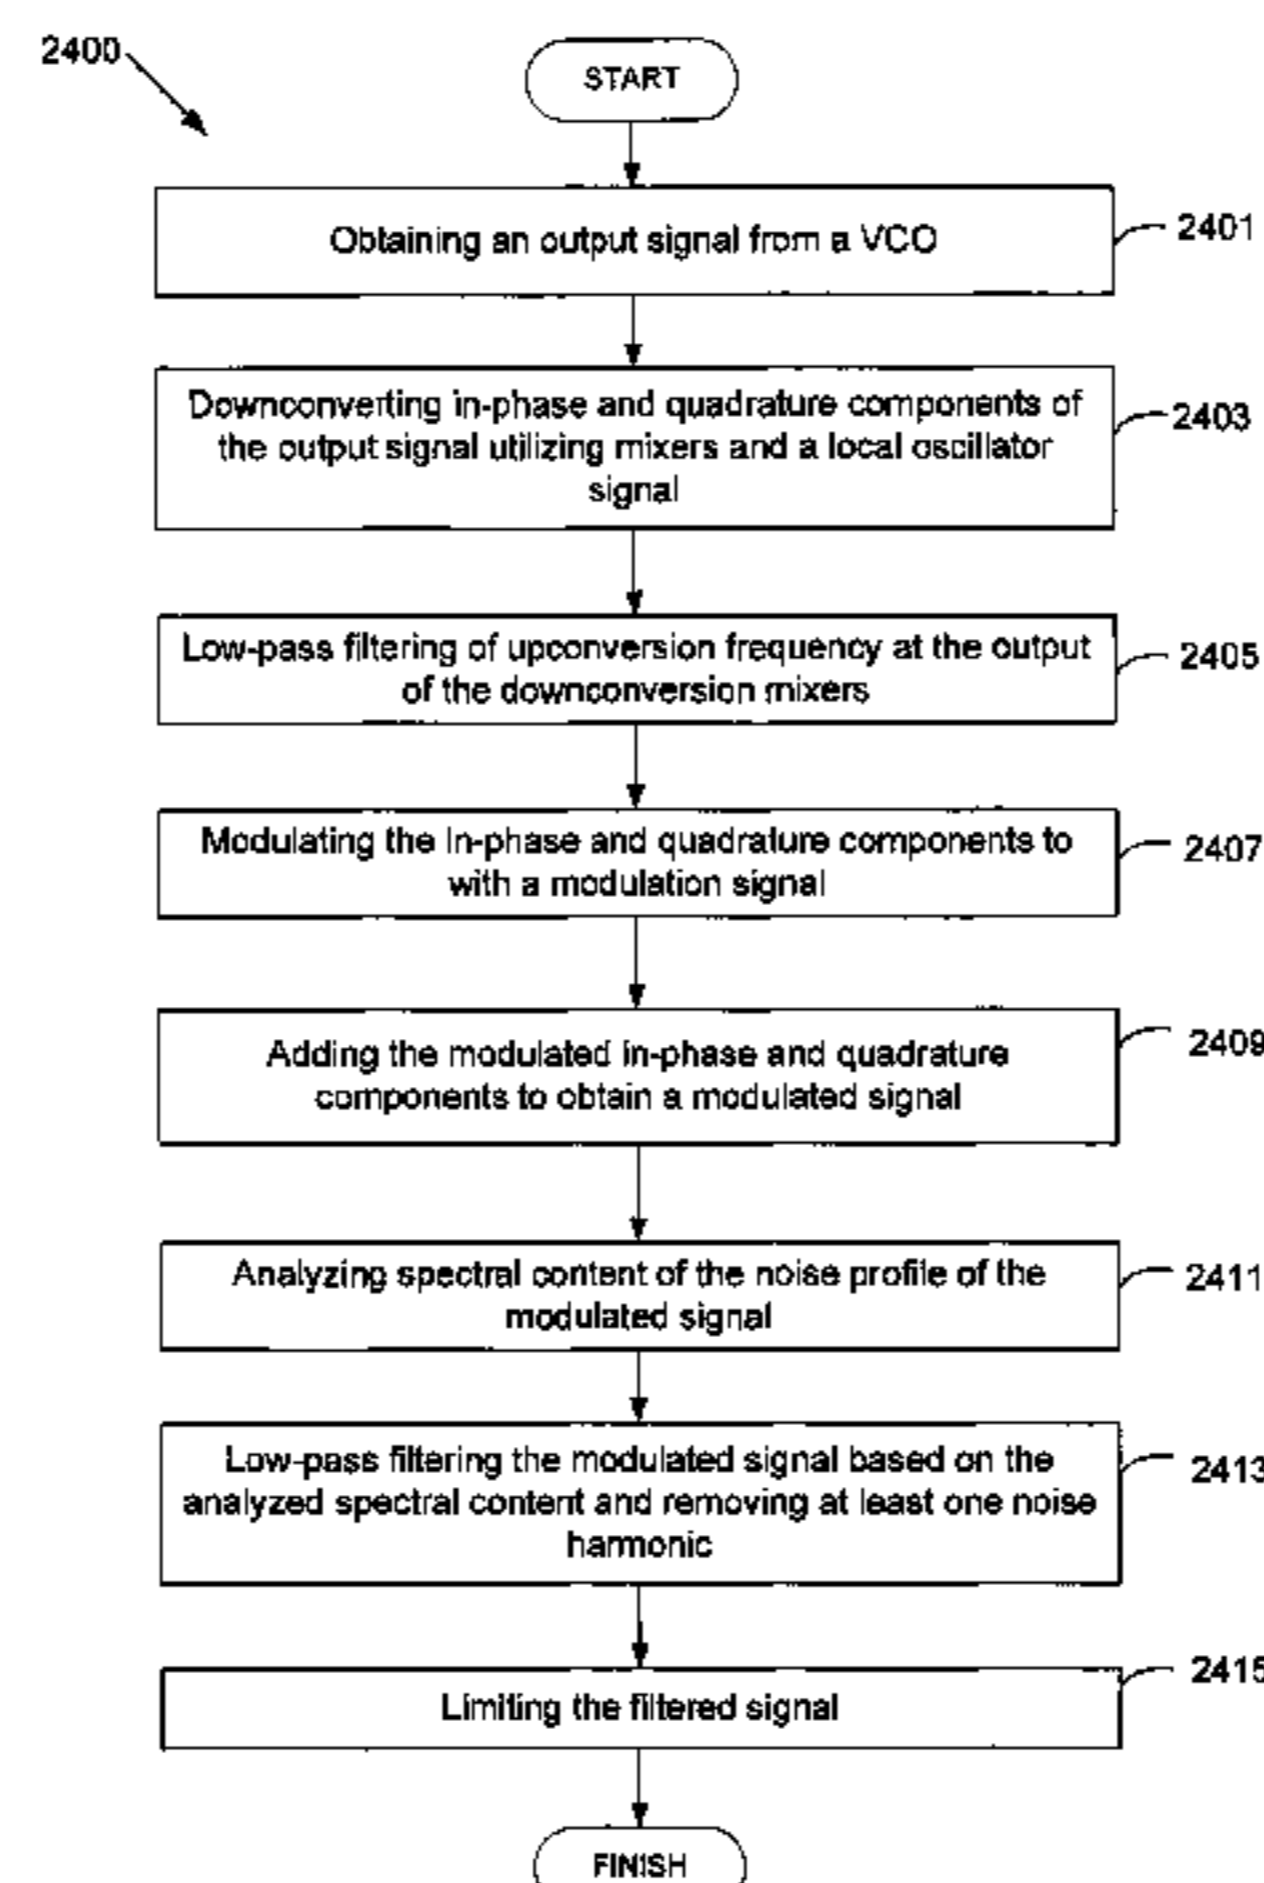 2400
START
Obtaining an output signal from a VCO
2401
Downconverting in-phase and quadrature components of
the output signal utilizing mixers and a local oscillator
signal
2403
Low-pass filtering of upconversion frequency at the output
of the downconversion mixers
2405
Modulating the In-phase and quadrature components to
with a modulation signal
2407
Adding the modulated in-phase and quadrature
components to obtain a modulated signal
2409
Analyzing spectral content of the noise profile of the
modulated signal
2411
Low-pass filtering the modulated signal based on the
analyzed spectral content and removing at least one noise
harmonic
2413
Limiting the filtered signal
2415
FINISH